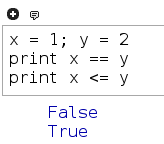 x = 1; y = 2
print x == y
print x <= y
False
True